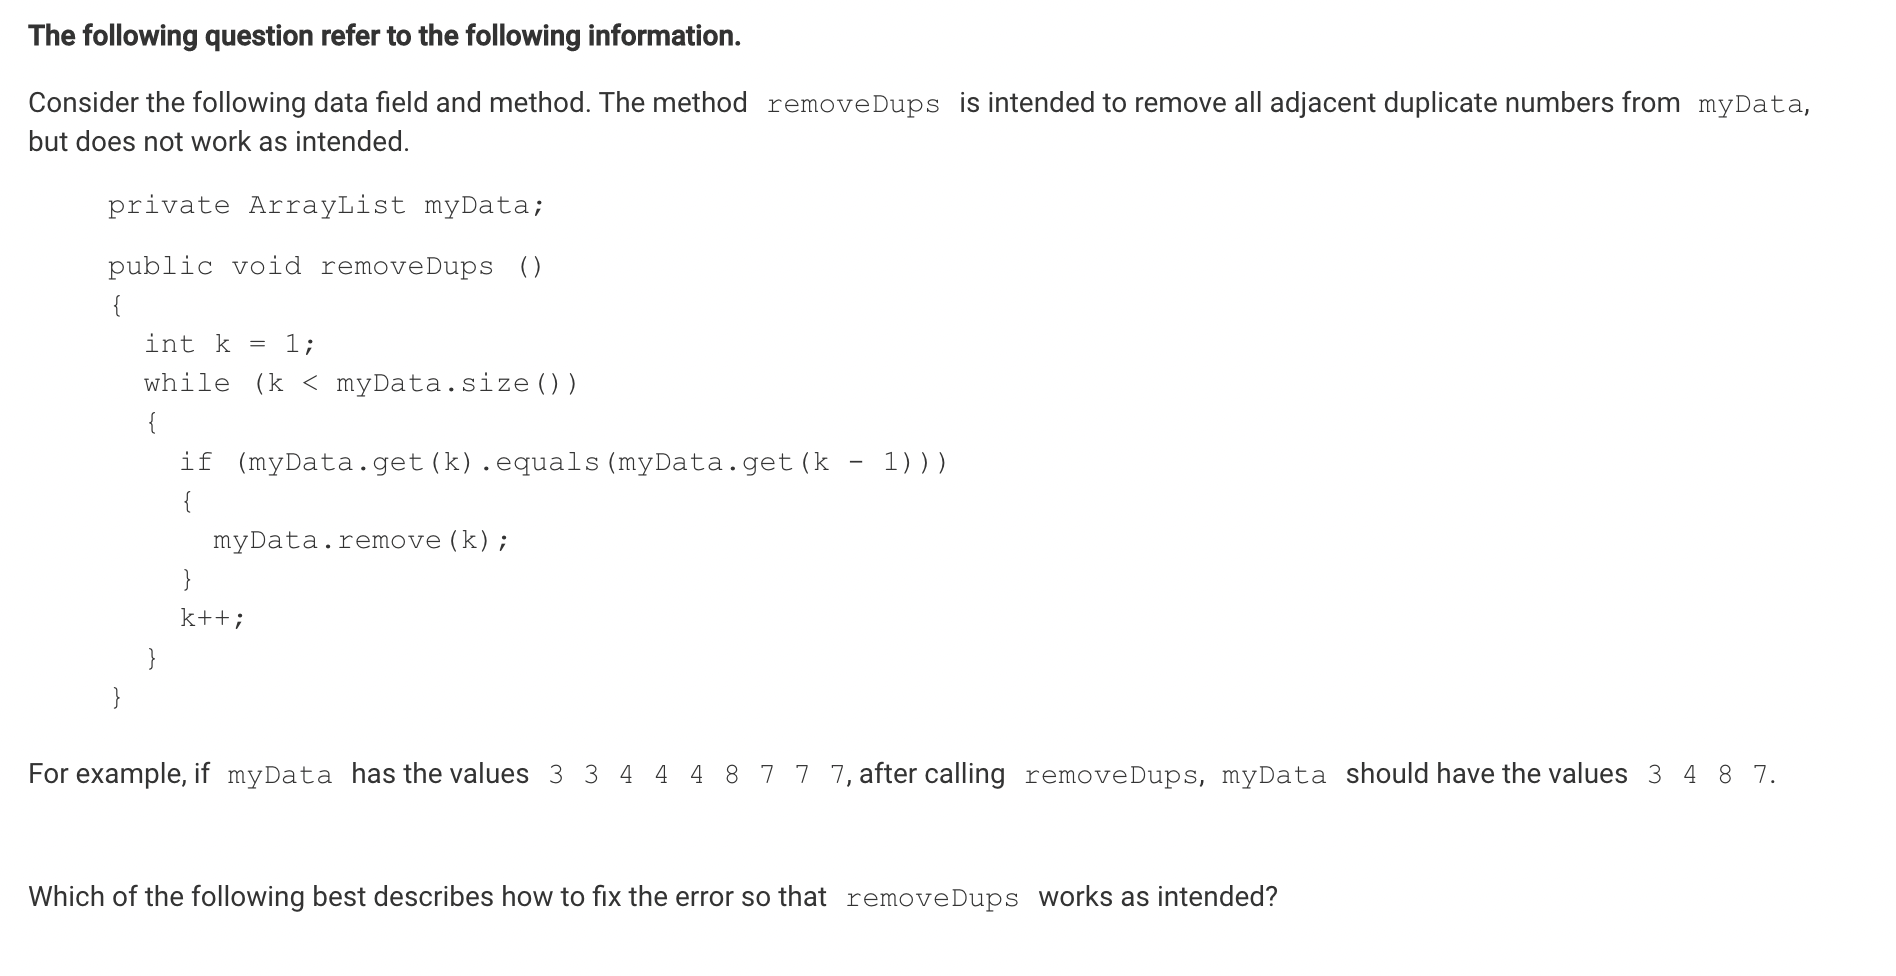 The following question refer to the following information.
Consider the following data field and method. The method removeDups is intended to remove all adjacent duplicate numbers from myData,
but does not work as intended.
private ArrayList myData;
public void removeDups ()
{
int k = 1;
while (k < myData.size())
{
if (myData.get(k).equals(myData.get(k - 1)))
{
myData.remove(k);
}
k++;
}
}
For example, if myData has the values 3 3 4 4 4 8 7 7 7, after calling removeDups, myData should have the values 3 4 8 7.
Which of the following best describes how to fix the error so that removeDups works as intended?